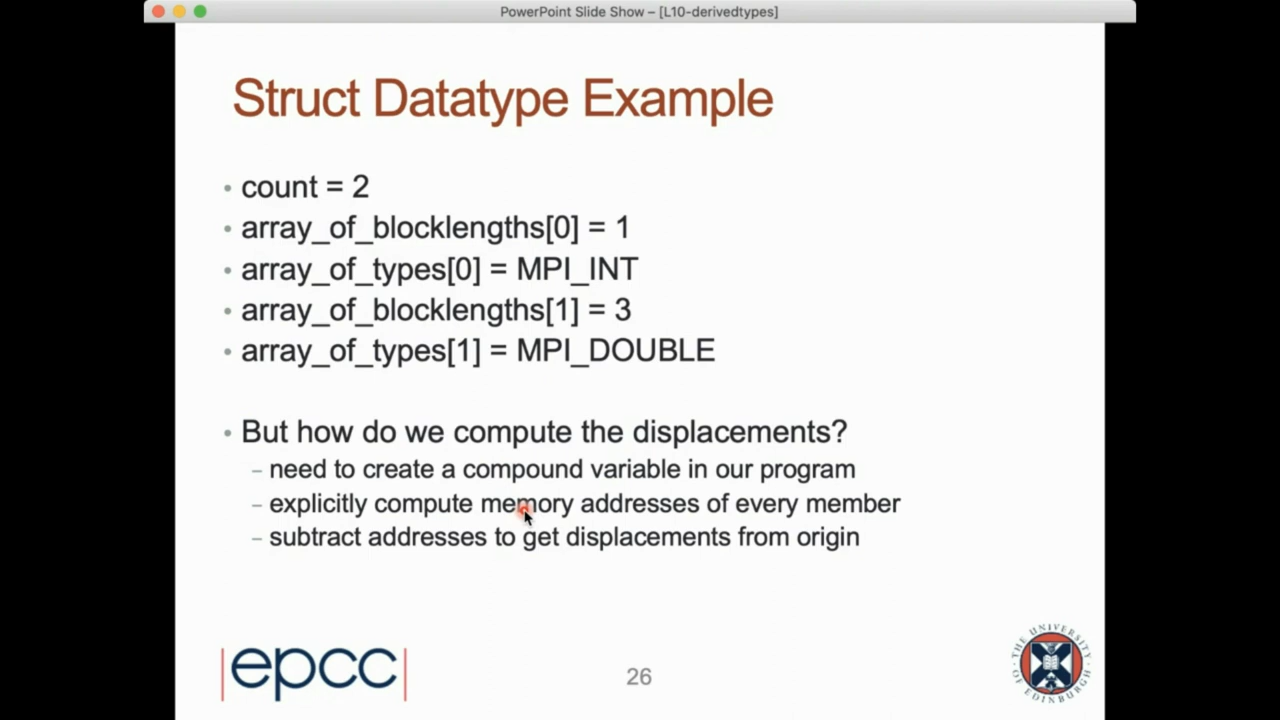 PowerPoint Slide Show – [L10-derivedtypes]
Struct Datatype Example
• count = 2
• array_of_blocklengths[0] = 1
• array_of_types[0] = MPI_INT
• array_of_blocklengths[1] = 3
• array_of_types[1] = MPI_DOUBLE
• But how do we compute the displacements?
– need to create a compound variable in our program
– explicitly compute memory addresses of every member
– subtract addresses to get displacements from origin
|epcc|
26
THE UNIVERSITY OF EDINBURGH